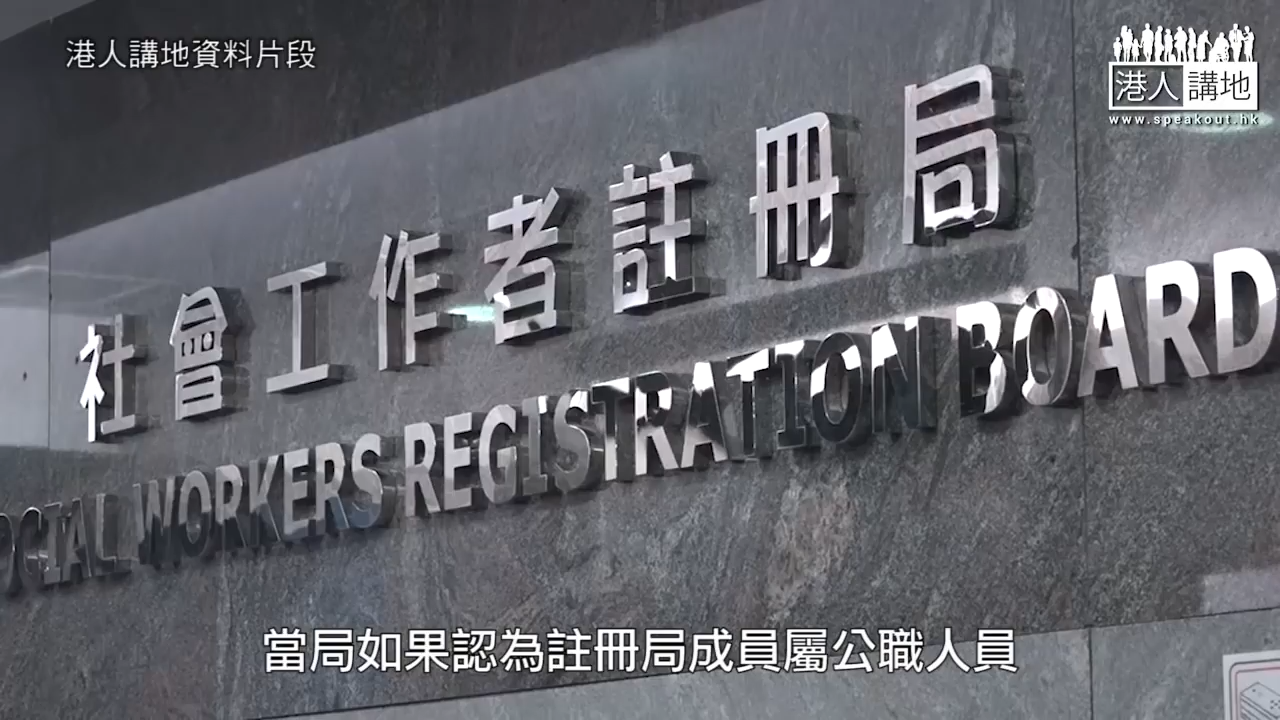 港人講地資料片段
港人講地
www.speakout.hk
社會工作者註冊局
SOCIAL WORKERS REGISTRATION BOARD
當局如果認為註冊局成員屬公職人員